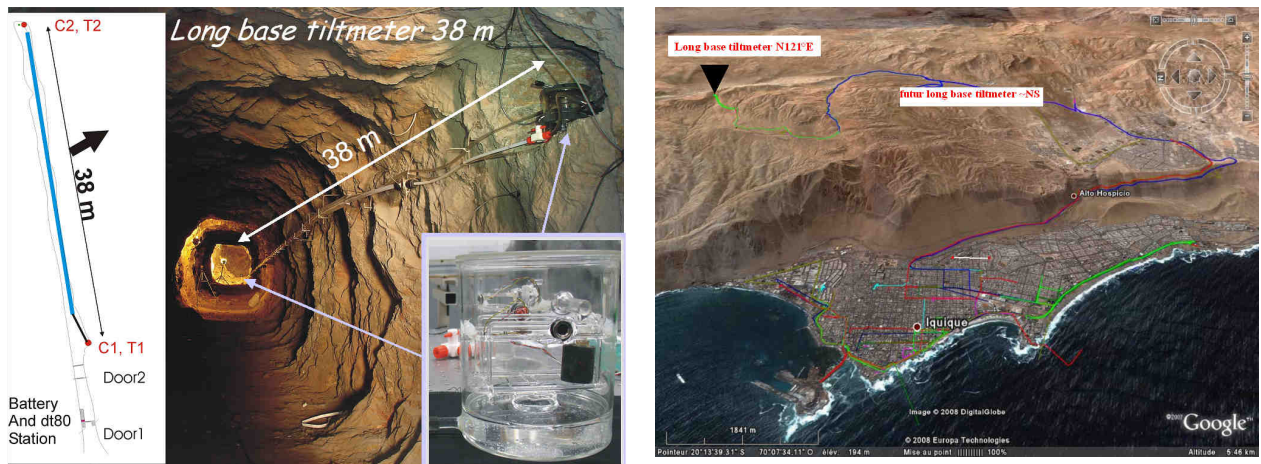 C2, T2
38 m
C1, T1
Door2
Battery
And dt80
Station
Door1
Long base tiltmeter 38 m
38 m
Long base tiltmeter N121°E
futur long base tiltmeter ~NS
Alto Hospicio
Iquique
Image © 2008 DigitalGlobe
© 2008 Europa Technologies
©2007 Google™
1841 m
Pointeur 20°13'39.31" S 70°07'34.11" O élév. 194 m Mise au point 100% Altitude 5.46 km